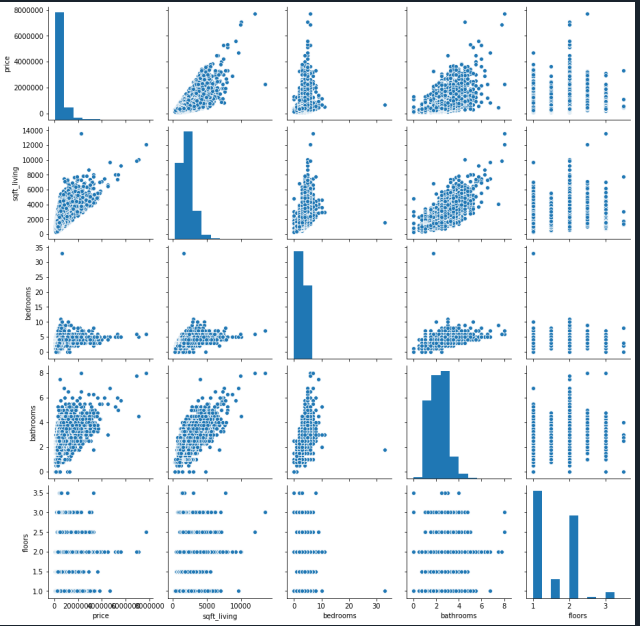 price
8000000
6000000
4000000
2000000
0
sqft_living
14000
12000
10000
8000
6000
4000
2000
0
bedrooms
35
30
25
20
15
10
5
0
bathrooms
8
6
4
2
0
floors
3.5
3.0
2.5
2.0
1.5
1.0
0 2000000 4000000 6000000 8000000
0 5000 10000
0 10 20 30
0 2 4 6 8
1 2 3
price sqft_living bedrooms bathrooms floors